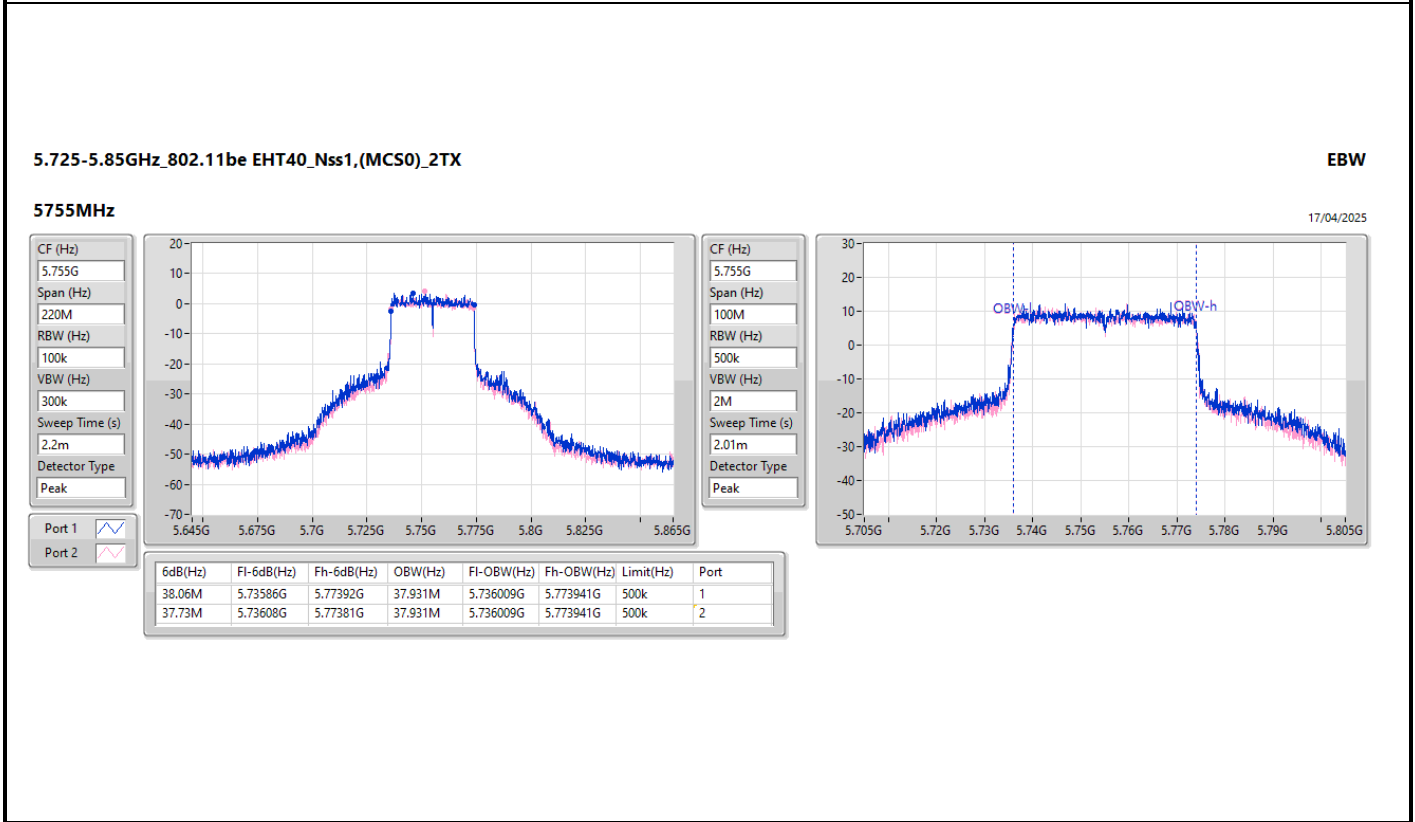 5.725-5.85GHz_802.11be EHT40_Nss1,(MCS0)_2TX EBW
5755MHz 17/04/2025
CF (Hz)
5.755G
Span (Hz)
220M
RBW (Hz)
100k
VBW (Hz)
300k
Sweep Time (s)
2.2m
Detector Type
Peak
Port 1
Port 2
20
10
0
-10
-20
-30
-40
-50
-60
-70
5.645G 5.675G 5.7G 5.725G 5.75G 5.775G 5.8G 5.825G 5.865G
CF (Hz)
5.755G
Span (Hz)
100M
RBW (Hz)
500k
VBW (Hz)
2M
Sweep Time (s)
2.01m
Detector Type
Peak
30
20
10
0
-10
-20
-30
-40
-50
OBW-l OBW-h
5.705G 5.72G 5.73G 5.74G 5.75G 5.76G 5.77G 5.78G 5.79G 5.805G
6dB(Hz) Fl-6dB(Hz) Fh-6dB(Hz) OBW(Hz) Fl-OBW(Hz) Fh-OBW(Hz) Limit(Hz) Port
38.06M 5.73586G 5.77392G 37.931M 5.736009G 5.773941G 500k 1
37.73M 5.73608G 5.77381G 37.931M 5.736009G 5.773941G 500k 2